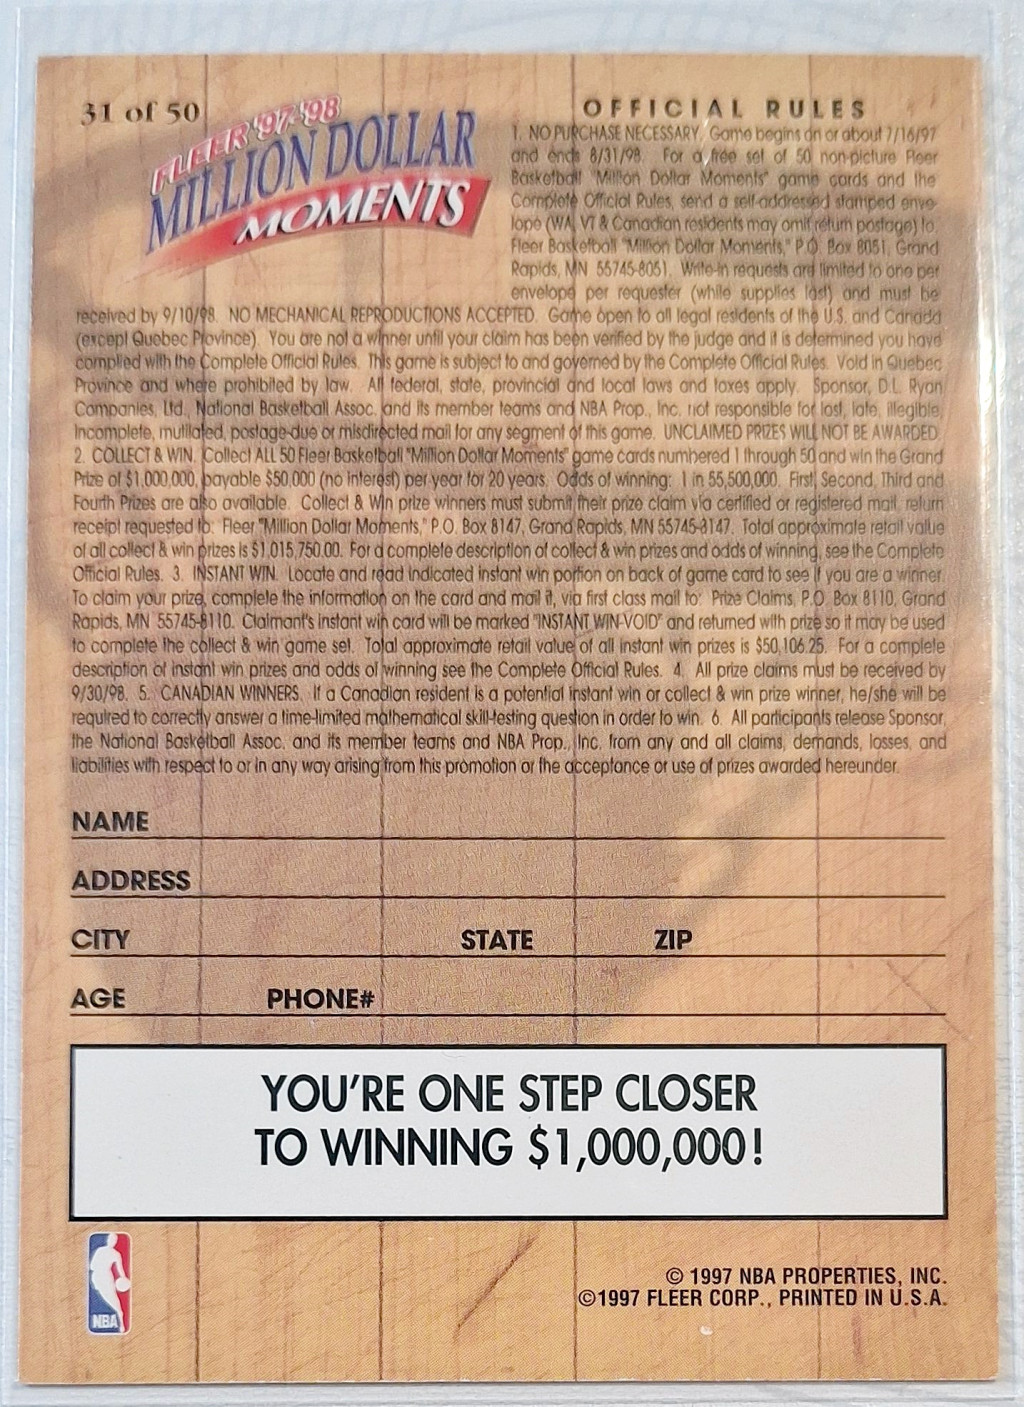 31 of 50
FLEER '97-'98
MILLION DOLLAR
MOMENTS
OFFICIAL RULES
1. NO PURCHASE NECESSARY. Game begins on or about 7/16/97
and ends 8/31/98. For a free set of 50 non-picture Fleer
Basketball "Million Dollar Moments" game cards and the
Complete Official Rules, send a self-addressed stamped enve-
lope (WA, VT & Canadian residents may omit return postage) to:
Fleer Basketball "Million Dollar Moments," P.O. Box 8051, Grand
Rapids, MN 55745-8051. Write-in requests are limited to one per
envelope per requester (while supplies last) and must be
received by 9/10/98. NO MECHANICAL REPRODUCTIONS ACCEPTED. Game open to all legal residents of the U.S. and Canada
(except Quebec Province). You are not a winner until your claim has been verified by the judge and it is determined you have
complied with the Complete Official Rules. This game is subject to and governed by the Complete Official Rules. Void in Quebec
Province and where prohibited by law. All federal, state, provincial and local laws and taxes apply. Sponsor, D.L. Ryan
Companies, Ltd., National Basketball Assoc. and its member teams and NBA Prop., Inc. not responsible for lost, late, illegible,
incomplete, mutilated, postage-due or misdirected mail for any segment of this game. UNCLAIMED PRIZES WILL NOT BE AWARDED.
2. COLLECT & WIN. Collect ALL 50 Fleer Basketball "Million Dollar Moments" game cards numbered 1 through 50 and win the Grand
Prize of $1,000,000, payable $50,000 (no interest) per year for 20 years. Odds of winning: 1 in 55,500,000. First, Second, Third and
Fourth Prizes are also available. Collect & Win prize winners must submit their prize claim via certified or registered mail, return
receipt requested to: Fleer "Million Dollar Moments," P.O. Box 8147, Grand Rapids, MN 55745-8147. Total approximate retail value
of all collect & win prizes is $1,015,750.00. For a complete description of collect & win prizes and odds of winning, see the Complete
Official Rules. 3. INSTANT WIN. Locate and read indicated instant win portion on back of game card to see if you are a winner.
To claim your prize, complete the information on the card and mail it, via first class mail to: Prize Claims, P.O. Box 8110, Grand
Rapids, MN 55745-8110. Claimant's instant win card will be marked "INSTANT WIN-VOID" and returned with prize so it may be used
to complete the collect & win game set. Total approximate retail value of all instant win prizes is $50,106.25. For a complete
description of instant win prizes and odds of winning see the Complete Official Rules. 4. All prize claims must be received by
9/30/98. 5. CANADIAN WINNERS. If a Canadian resident is a potential instant win or collect & win prize winner, he/she will be
required to correctly answer a time-limited mathematical skill-testing question in order to win. 6. All participants release Sponsor,
the National Basketball Assoc. and its member teams and NBA Prop., Inc. from any and all claims, demands, losses, and
liabilities with respect to or in any way arising from this promotion or the acceptance or use of prizes awarded hereunder.
NAME
ADDRESS
CITY STATE ZIP
AGE PHONE#
YOU'RE ONE STEP CLOSER
TO WINNING $1,000,000!
NBA
© 1997 NBA PROPERTIES, INC.
©1997 FLEER CORP., PRINTED IN U.S.A.